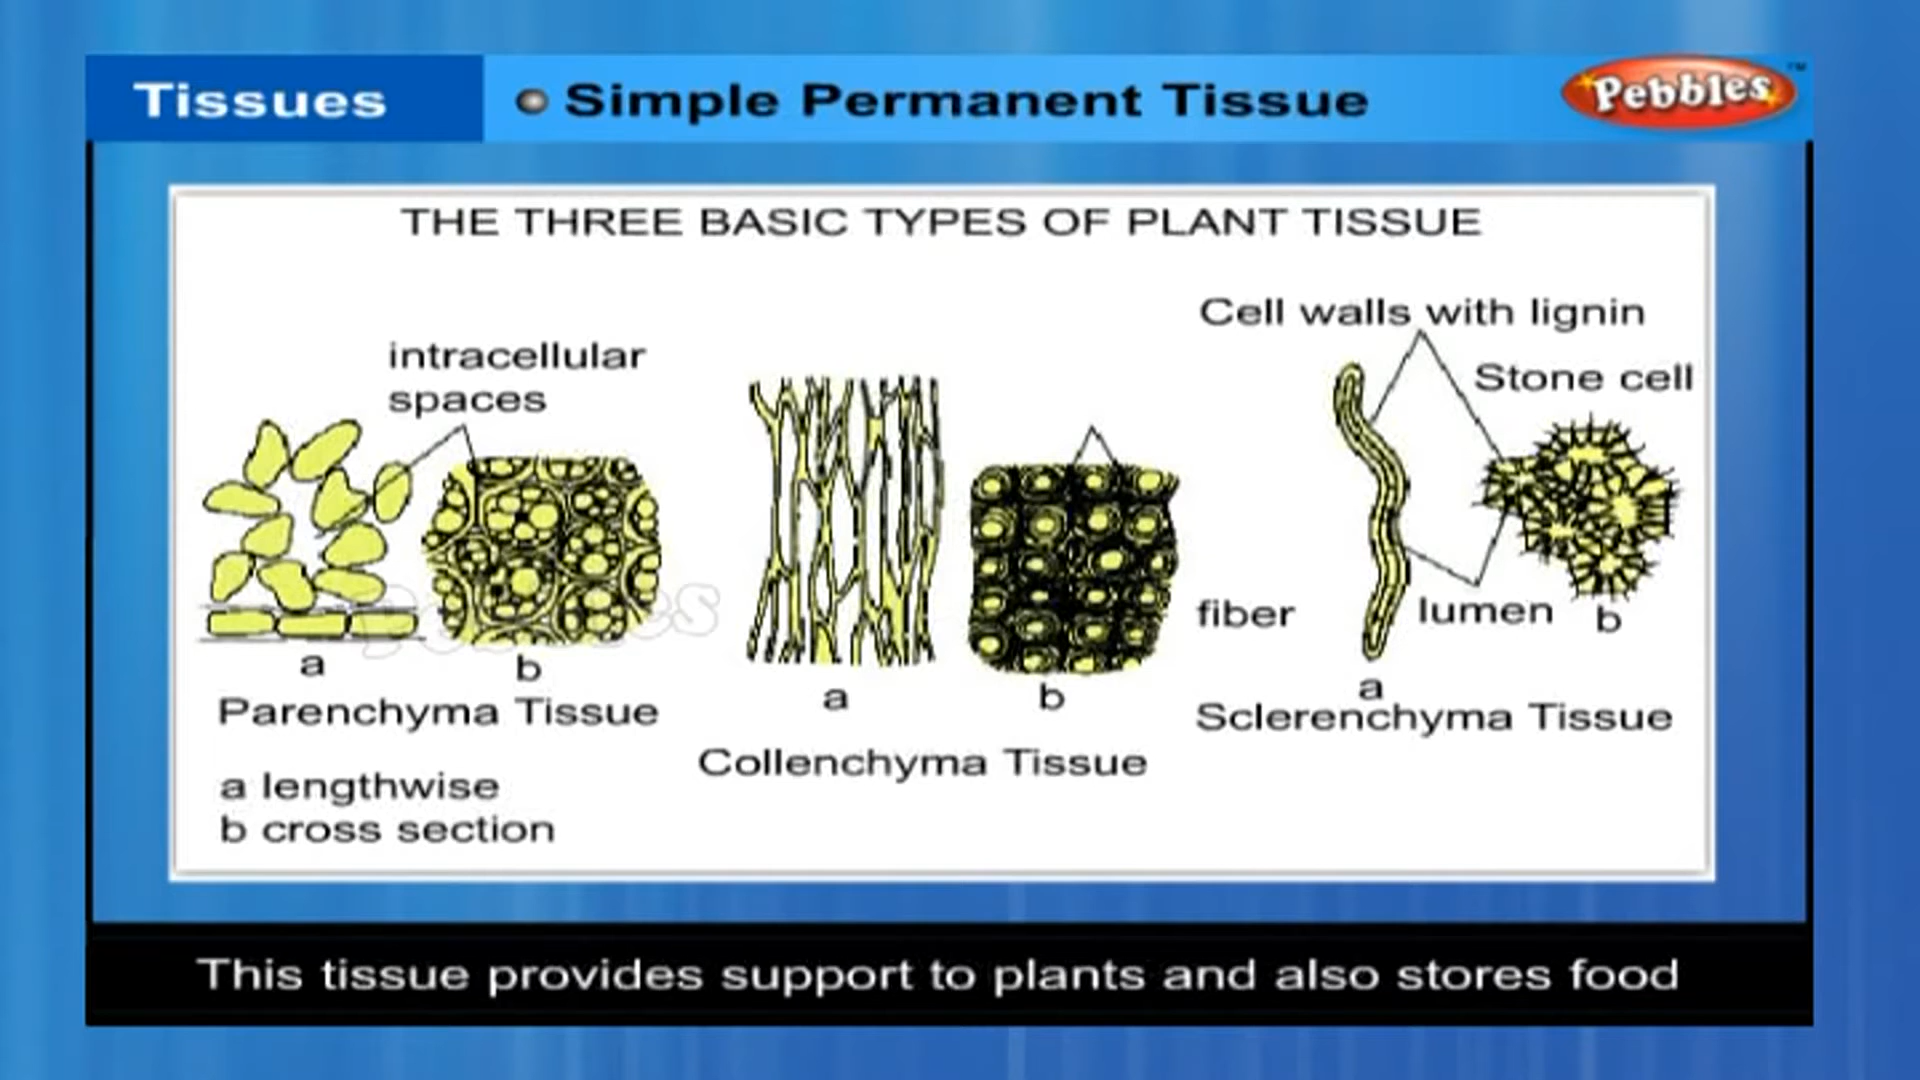 Tissues
Simple Permanent Tissue
Pebbles
TM
THE THREE BASIC TYPES OF PLANT TISSUE
Cell walls with lignin
intracellular
spaces
Stone cell
fiber
lumen
b
a
b
a
b
a
Parenchyma Tissue
Sclerenchyma Tissue
Collenchyma Tissue
a lengthwise
b cross section
Pebbles
This tissue provides support to plants and also stores food